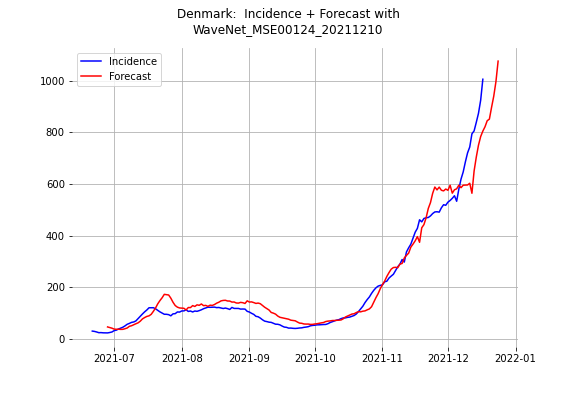 Denmark:  Incidence + Forecast with
WaveNet_MSE00124_20211210
Incidence
Forecast
1000
800
600
400
200
0
2021-07 2021-08 2021-09 2021-10 2021-11 2021-12 2022-01